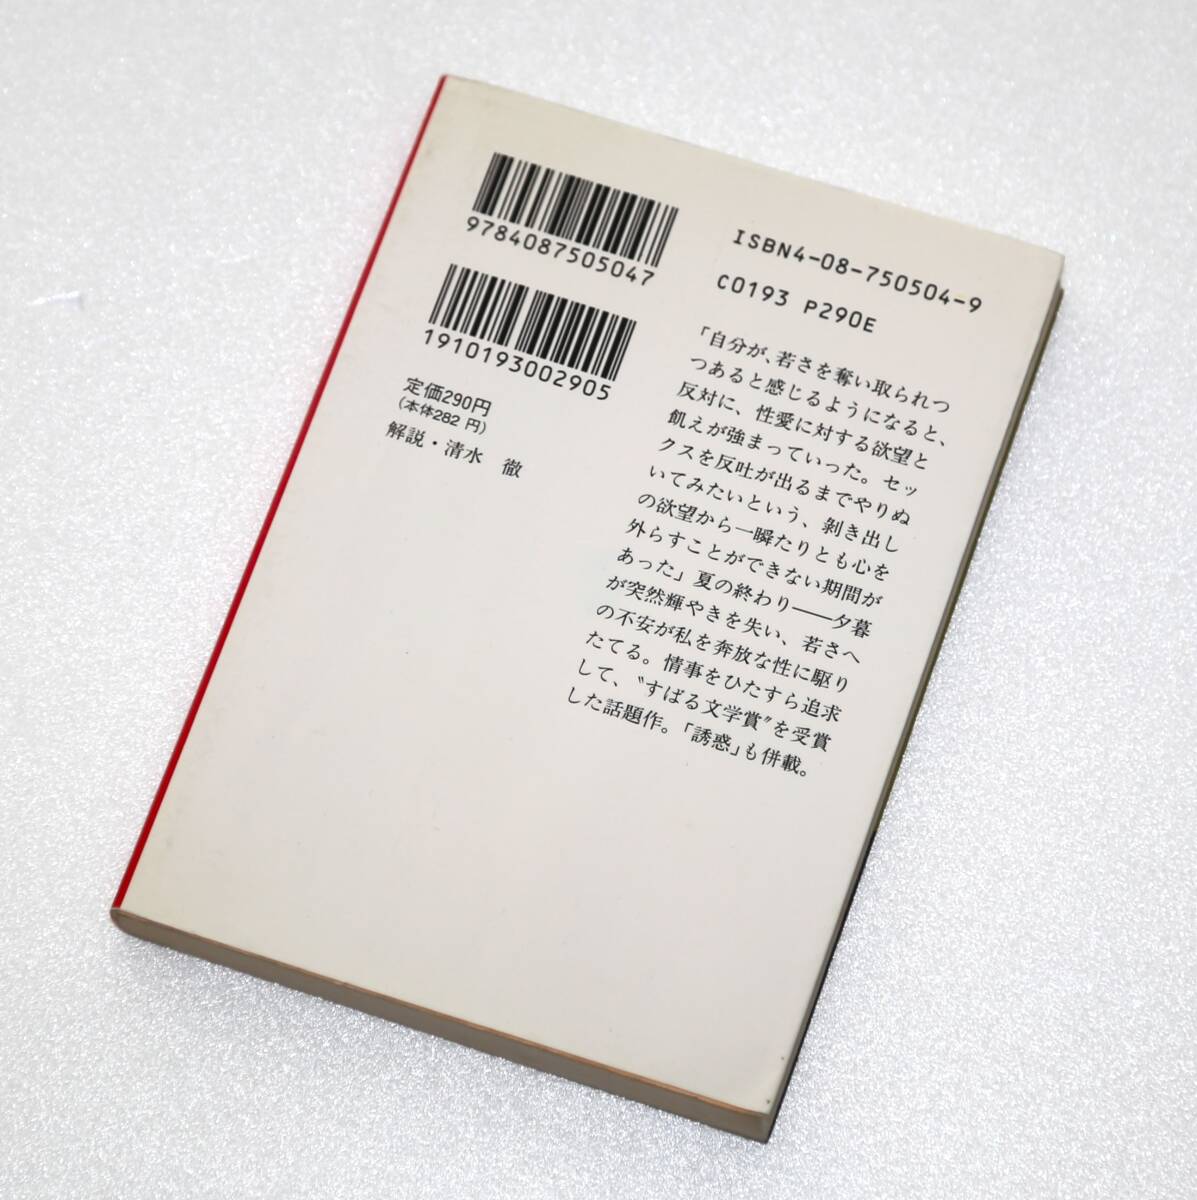 9784087505047
1910193002905
定価290円
(本体282円)
解説・清水 徹
ISBN4-08-750504-9
C0193 P290E
「自分が、若さを奪い取られつ
つあると感じるようになると、
反対に、性愛に対する欲望と
飢えが強まっていった。セッ
クスを反吐が出るまでやりぬ
いてみたいという、剝き出し
の欲望から一瞬たりとも心を
外らすことができない期間が
あった」夏の終わり——夕暮
が突然輝やきを失い、若さへ
の不安が私を奔放な性に駆り
たてる。情事をひたすら追求
して、〝すばる文学賞〟を受賞
した話題作。「誘惑」も併載。